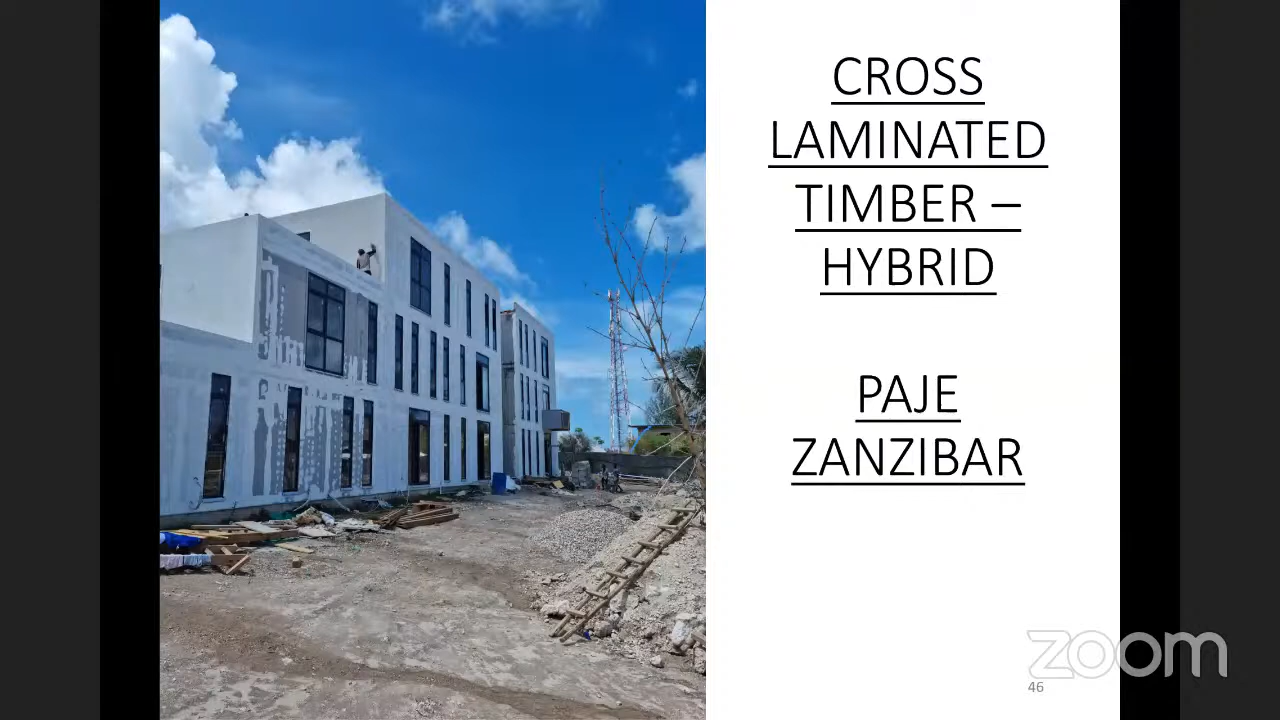 CROSS
LAMINATED
TIMBER –
HYBRID
PAJE
ZANZIBAR
zoom
46